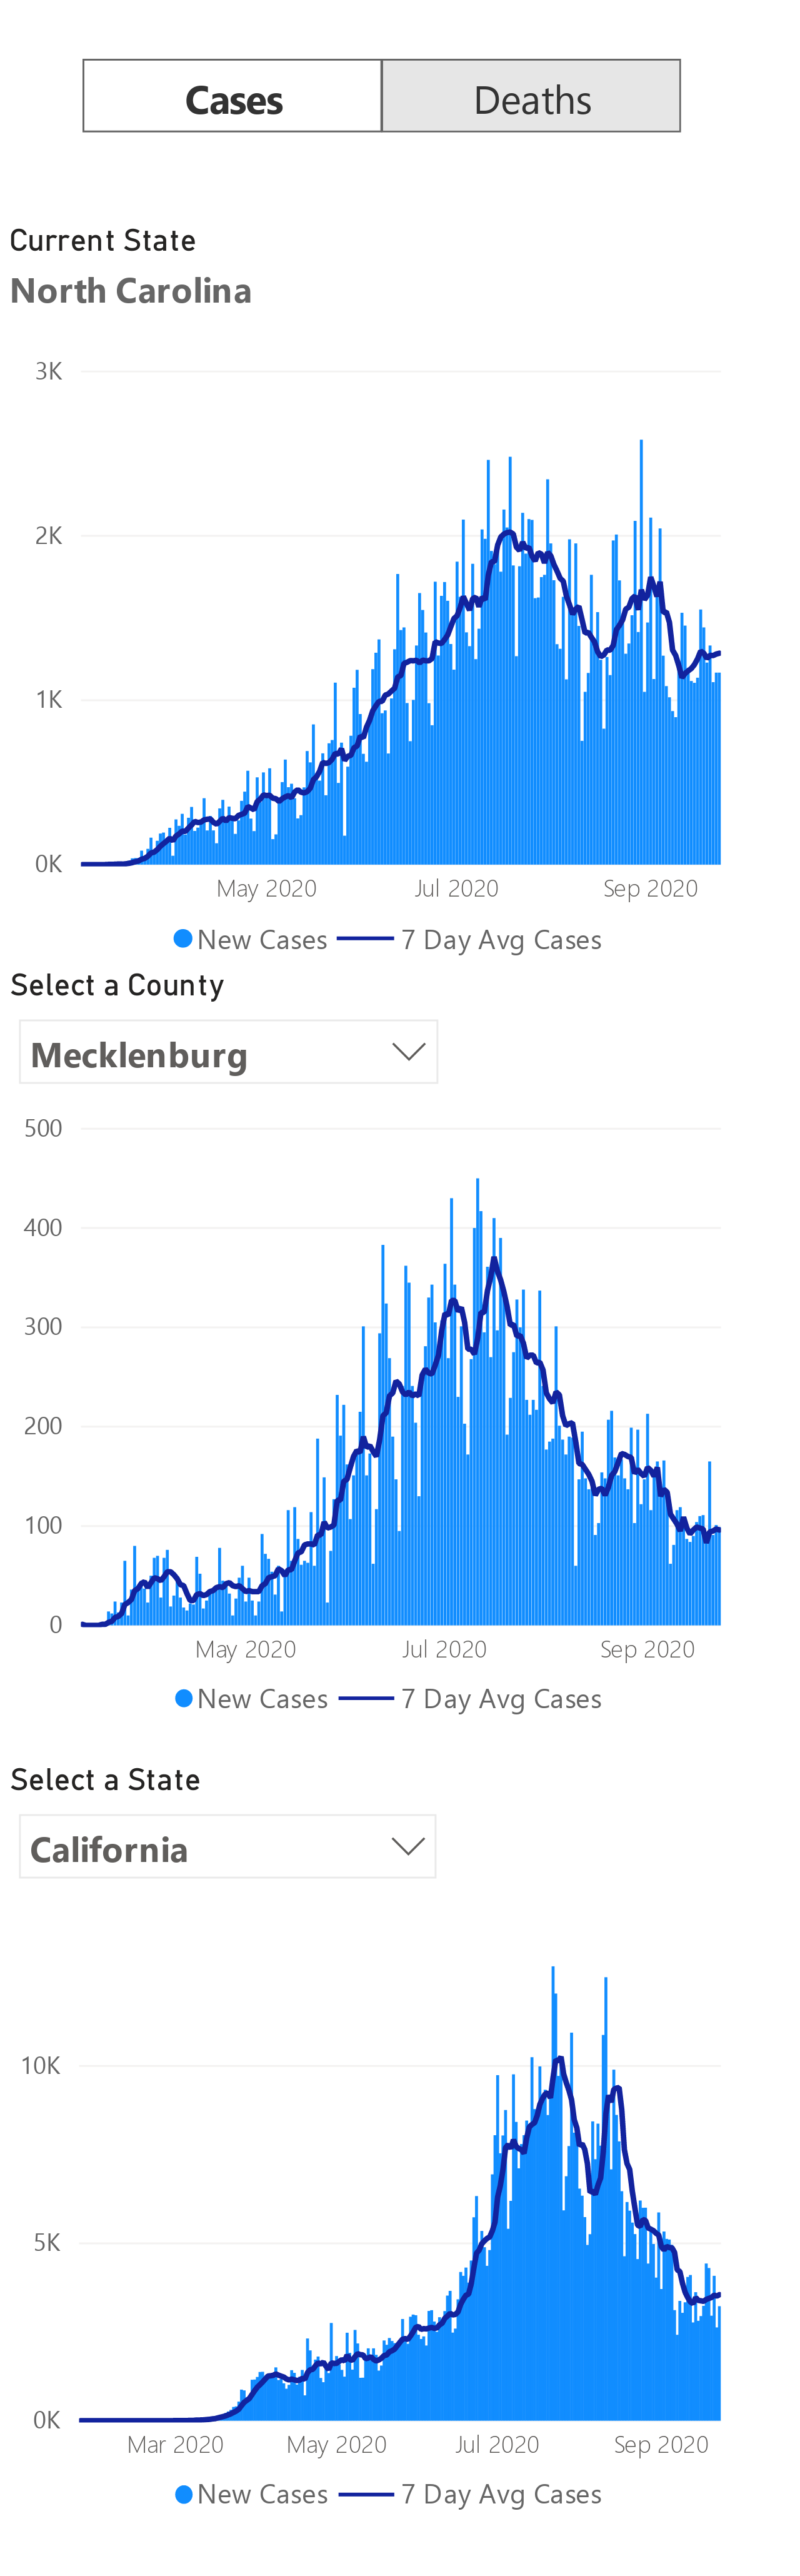 Cases Deaths
Current State
North Carolina
3K
2K
1K
0K
May 2020 Jul 2020 Sep 2020
New Cases 7 Day Avg Cases
Select a County
Mecklenburg
500
400
300
200
100
0
May 2020 Jul 2020 Sep 2020
New Cases 7 Day Avg Cases
Select a State
California
10K
5K
0K
Mar 2020 May 2020 Jul 2020 Sep 2020
New Cases 7 Day Avg Cases